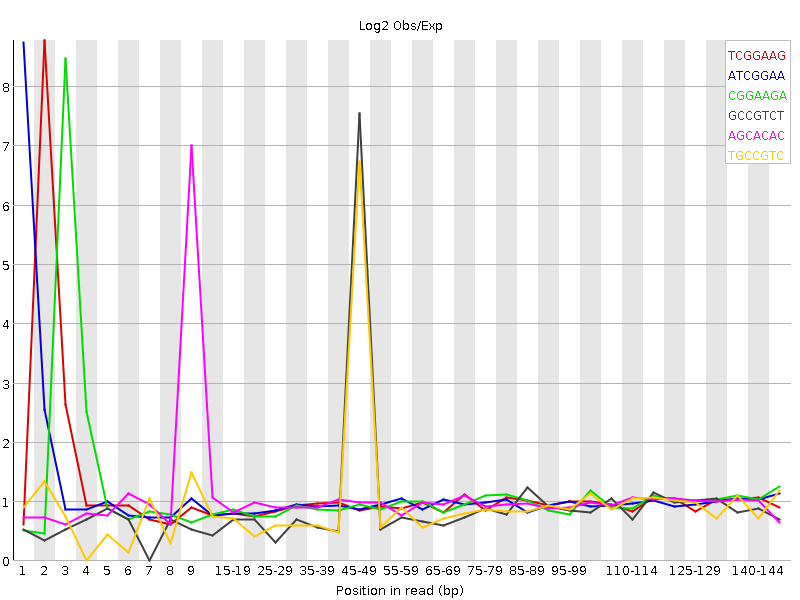 Log2 Obs/Exp
TCGGAAG
ATCGGAA
CGGAAGA
GCCGTCT
AGCACAC
TGCCGTC
8
7
6
5
4
3
2
1
0
1 2 3 4 5 6 7 8 9 15-19 25-29 35-39 45-49 55-59 65-69 75-79 85-89 95-99 110-114 125-129 140-144
Position in read (bp)